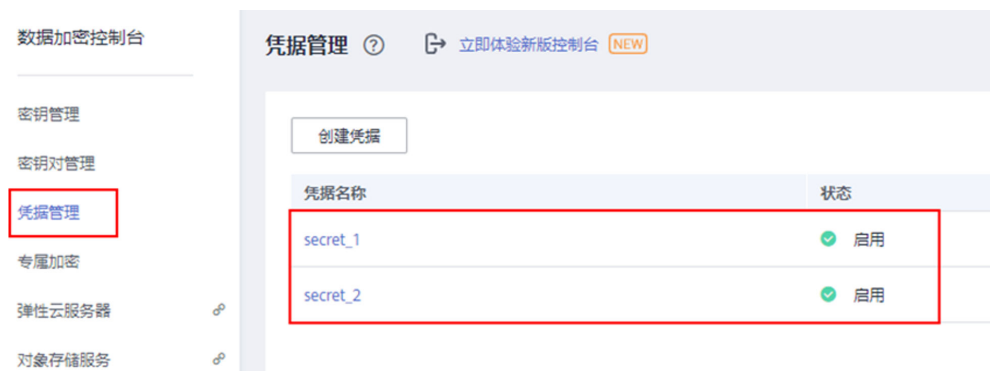 数据加密控制台
密钥管理
密钥对管理
凭据管理
专属加密
弹性云服务器
对象存储服务
凭据管理 ? 立即体验新版控制台 NEW
创建凭据
凭据名称 状态
secret_1 启用
secret_2 启用